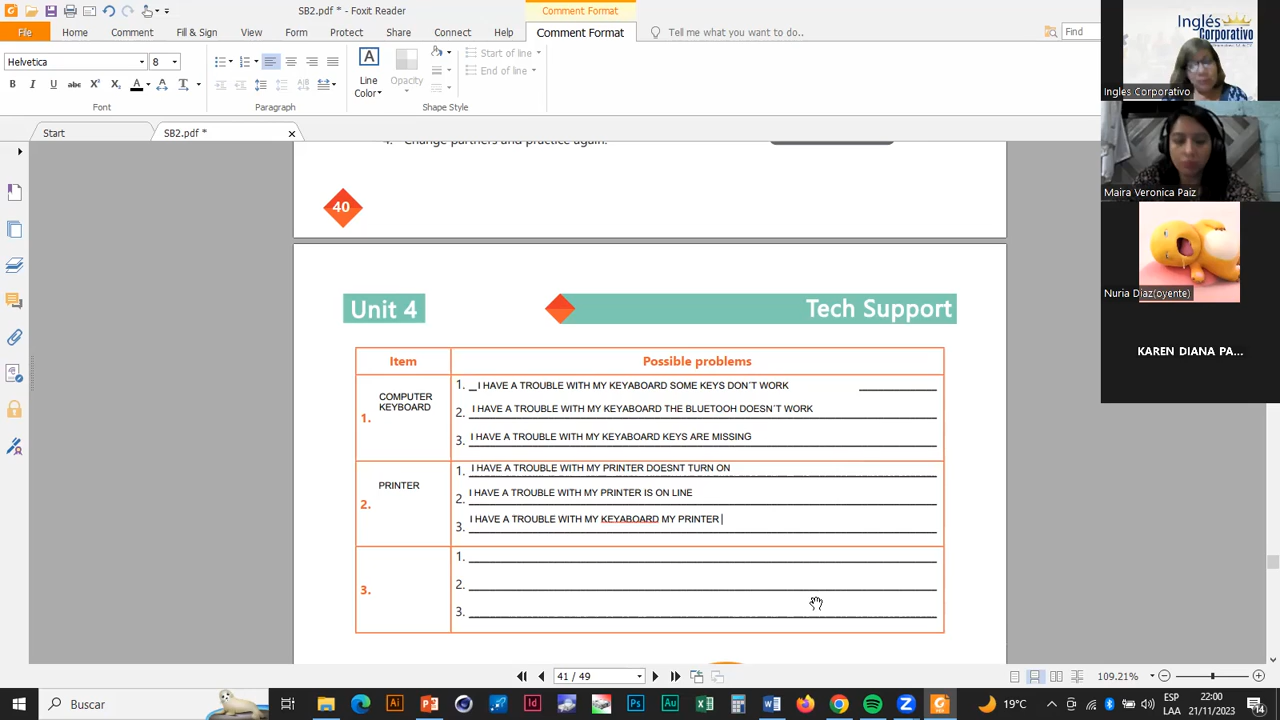 SB2.pdf * - Foxit Reader
Comment Format
File
Home
Comment
Fill & Sign
View
Form
Protect
Share
Connect
Help
Comment Format
Tell me what you want to do..
Find
Helvetica
8
Line Color
Opacity
Start of line
End of line
Font
Paragraph
Shape Style
Start
SB2.pdf *
4. Change partners and practice again.
40
Unit 4
Tech Support
Item
Possible problems
1. COMPUTER KEYBOARD
1. _I HAVE A TROUBLE WITH MY KEYABOARD SOME KEYS DON´T WORK
2. I HAVE A TROUBLE WITH MY KEYABOARD THE BLUETOOH DOESN´T WORK
3. I HAVE A TROUBLE WITH MY KEYABOARD KEYS ARE MISSING
2. PRINTER
1. I HAVE A TROUBLE WITH MY PRINTER DOESNT TURN ON
2. I HAVE A TROUBLE WITH MY PRINTER IS ON LINE
3. I HAVE A TROUBLE WITH MY KEYABOARD MY PRINTER
3.
1.
2.
3.
41 / 49
109.21%
Inglés
Corporativo
Ingles Corporativo
Maira Veronica Paiz
Nuria Diaz(oyente)
KAREN DIANA PA...
Buscar
19°C
ESP
LAA
22:00
21/11/2023
14